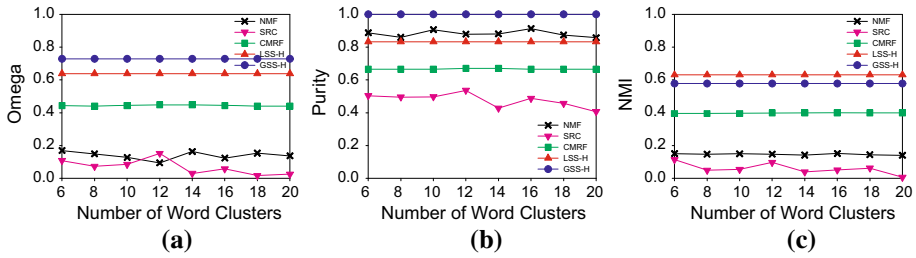 Omega
1.0
0.8
0.6
0.4
0.2
0.0
NMF
SRC
CMRF
LSS-H
GSS-H
6 8 10 12 14 16 18 20
Number of Word Clusters
(a)
Purity
1.0
0.8
0.6
0.4
0.2
0.0
NMF
SRC
CMRF
LSS-H
GSS-H
6 8 10 12 14 16 18 20
Number of Word Clusters
(b)
NMI
1.0
0.8
0.6
0.4
0.2
0.0
NMF
SRC
CMRF
LSS-H
GSS-H
6 8 10 12 14 16 18 20
Number of Word Clusters
(c)